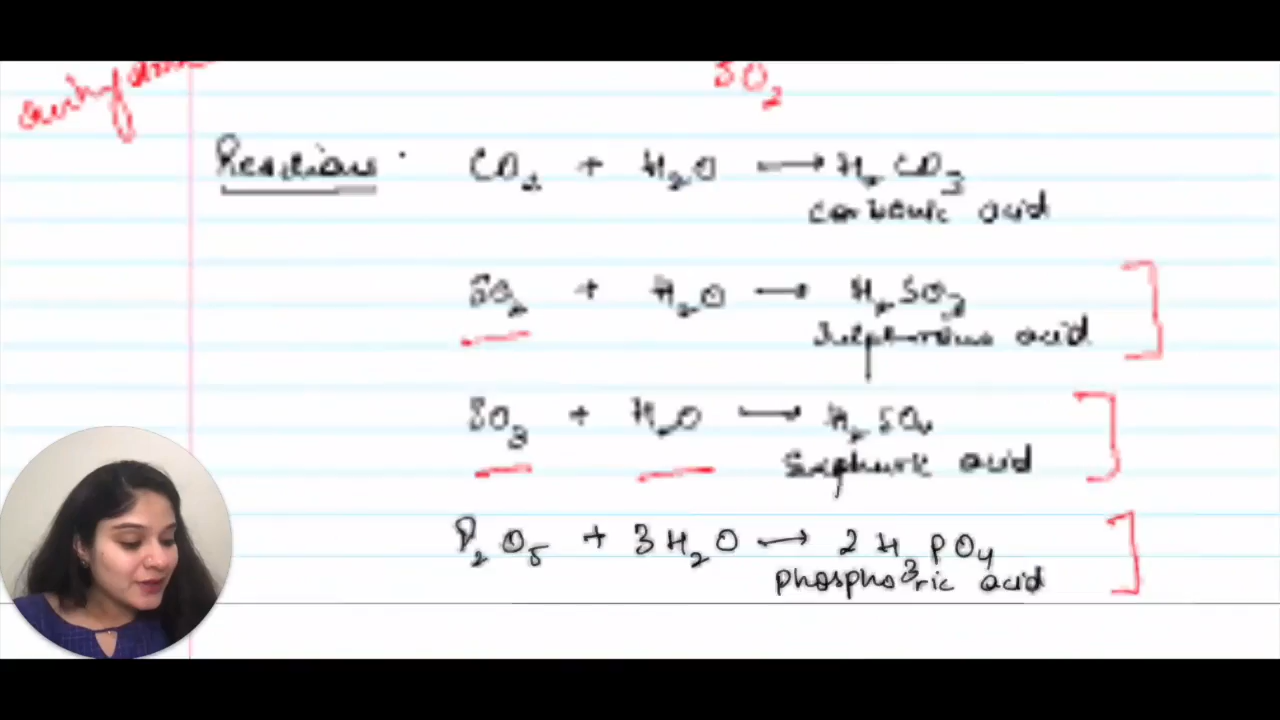 SO₂
Reactions : CO₂ + H₂O → H₂CO₃
carbonic acid
SO₂ + H₂O → H₂SO₃
Sulphurous acid
SO₃ + H₂O → H₂SO₄
Sulphuric acid
P₂O₅ + 3H₂O → 2H₃PO₄
phosphoric acid